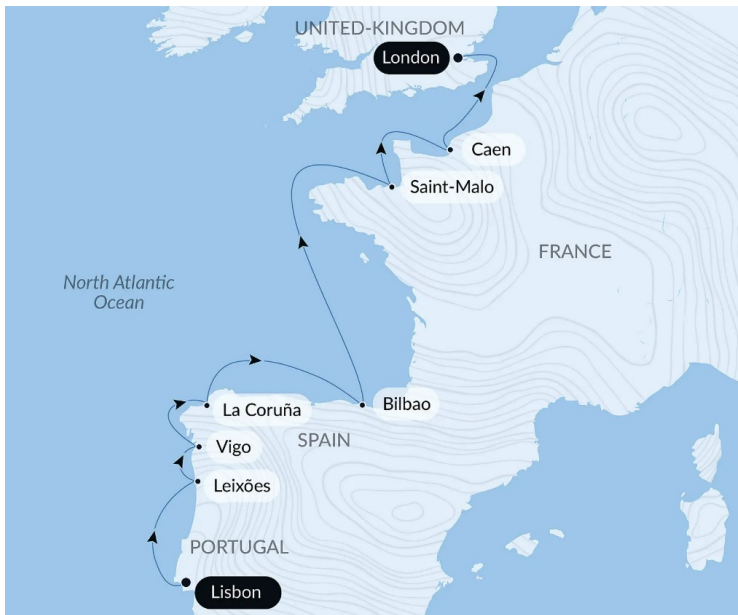 UNITED-KINGDOM
London
Caen
Saint-Malo
FRANCE
North Atlantic
Ocean
La Coruña
Bilbao
SPAIN
Vigo
Leixões
PORTUGAL
Lisbon